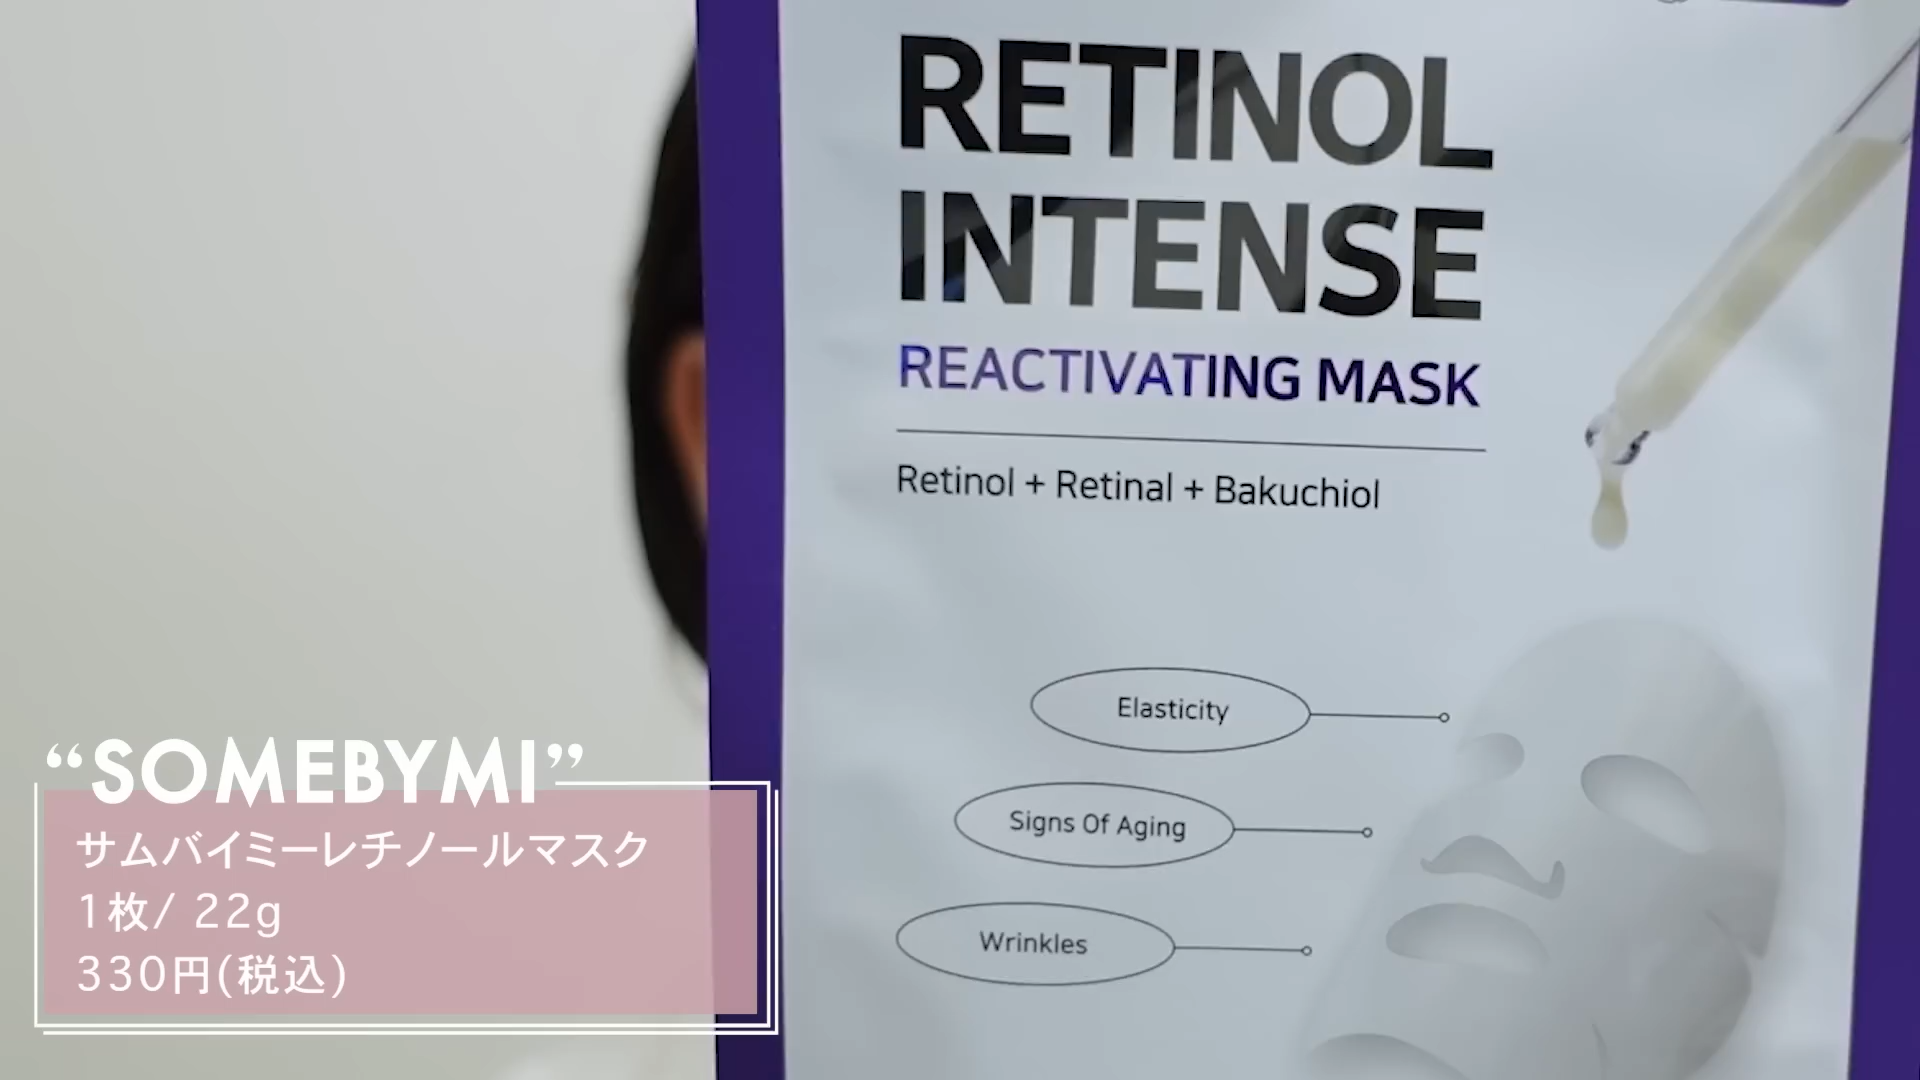 RETINOL
INTENSE
REACTIVATING MASK
Retinol + Retinal + Bakuchiol
Elasticity
Signs Of Aging
Wrinkles
“SOMEBYMI”
サムバイミーレチノールマスク
1枚/ 22g
330円(税込)